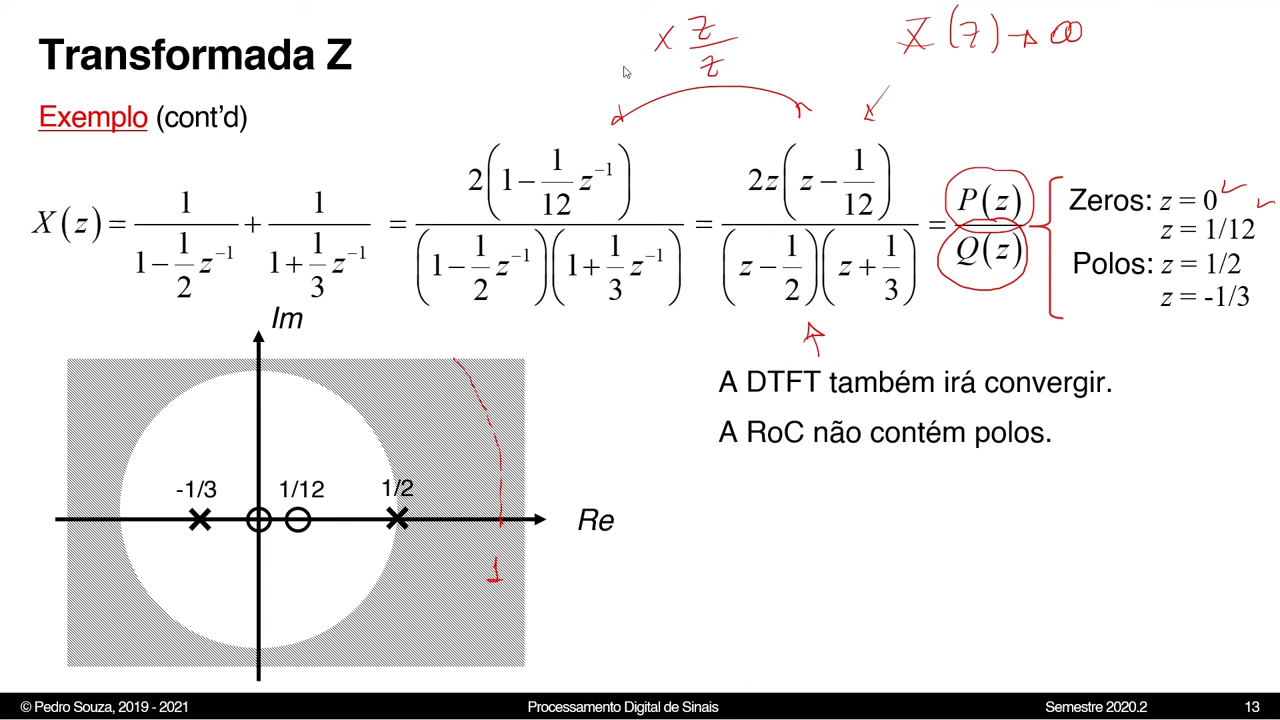 Transformada Z
× z/z
X(z) → ∞
Exemplo (cont'd)
X(z) = 1/(1 − 1/2 z⁻¹) + 1/(1 + 1/3 z⁻¹) = 2(1 − 1/12 z⁻¹)/((1 − 1/2 z⁻¹)(1 + 1/3 z⁻¹)) = 2z(z − 1/12)/((z − 1/2)(z + 1/3)) = P(z)/Q(z)
Zeros: z = 0
z = 1/12
Polos: z = 1/2
z = -1/3
Im
A DTFT também irá convergir.
A RoC não contém polos.
-1/3 1/12 1/2
Re
1
© Pedro Souza, 2019 - 2021 Processamento Digital de Sinais Semestre 2020.2 13